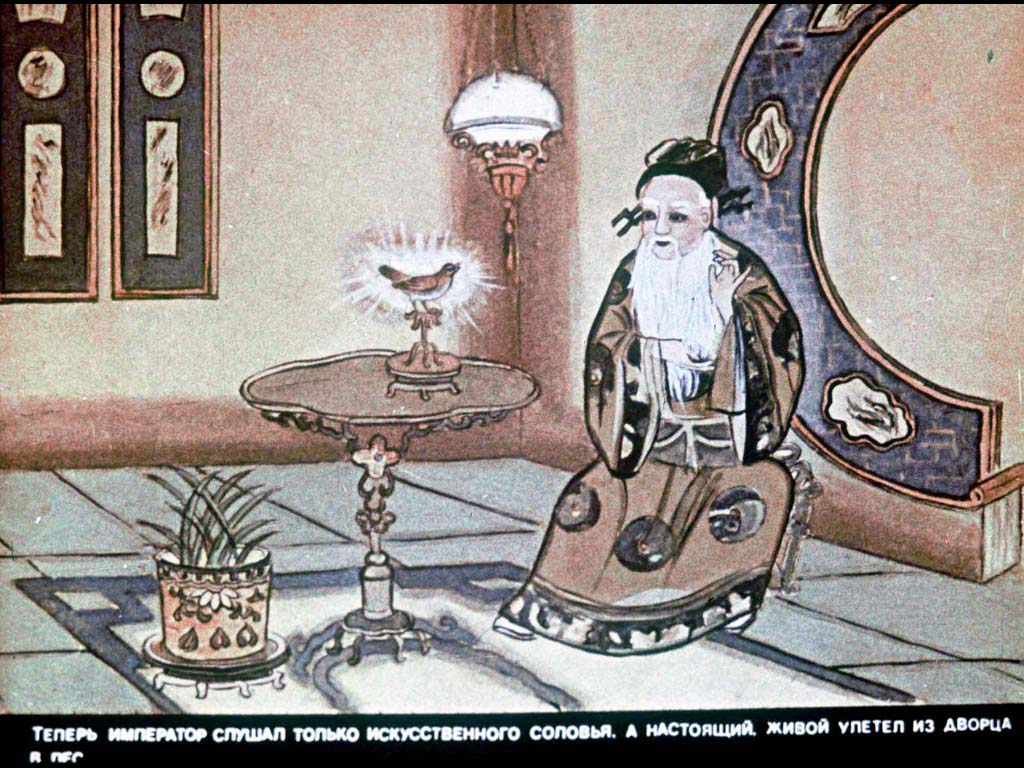 Теперь император слушал только искусственного соловья, а настоящий, живой улетел из дворца
в лес